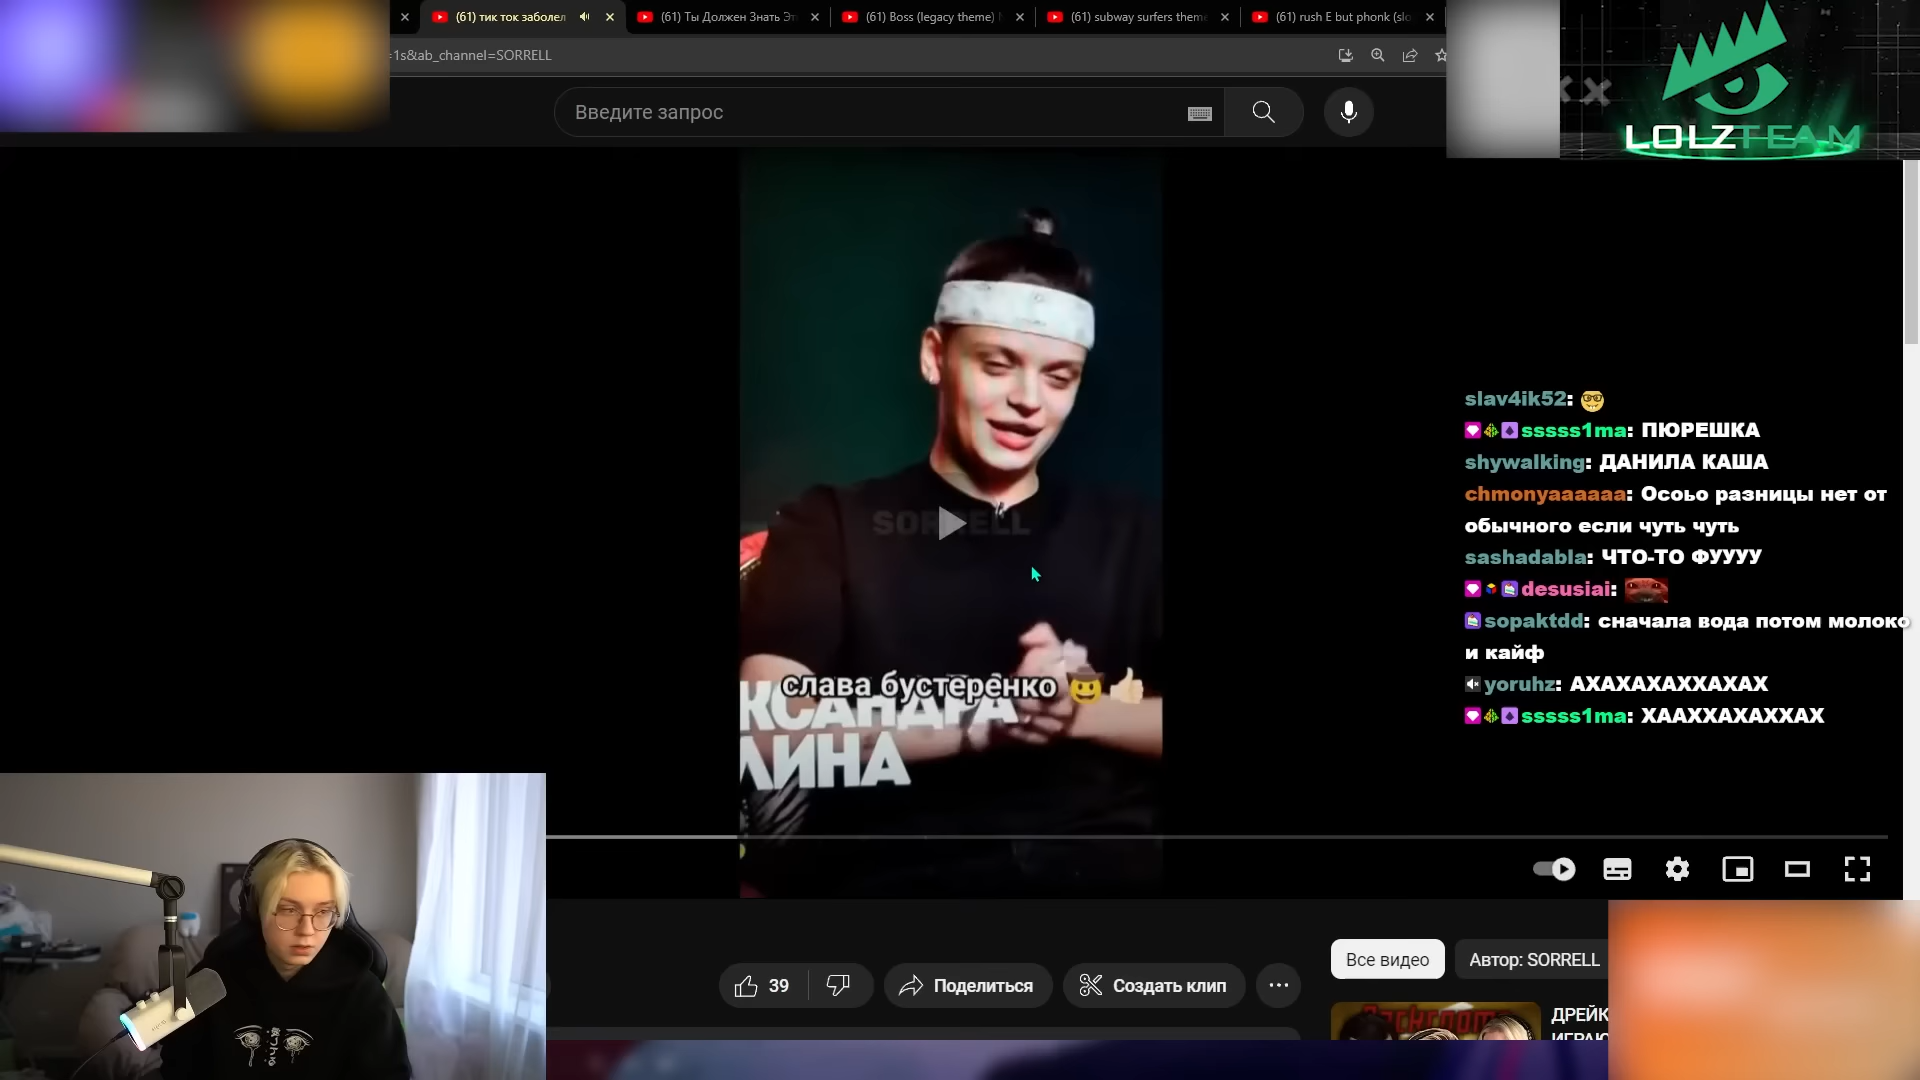 (61) тик ток заболел
(61) Ты Должен Знать Эт
(61) Boss (legacy theme)
(61) subway surfers theme
(61) rush E but phonk (slo
=1s&ab_channel=SORRELL
Введите запрос
LOLZTEAM
slav4ik52:
sssss1ma: ПЮРЕШКА
shywalking: ДАНИЛА КАША
chmonyaaaaaa: Осоьо разницы нет от
обычного если чуть чуть
sashadabla: ЧТО-ТО ФУУУУ
desusiai:
sopaktdd: сначала вода потом молоко
и кайф
yoruhz: АХАХАХАХХАХАХ
sssss1ma: ХААХХАХАХХАХ
SORRELL
слава бустеренко 🤠👍
КСАНДРА
ЛИНА
39
Поделиться
Создать клип
Все видео
Автор: SORRELL
ДРЕЙК
ИГРАЮ